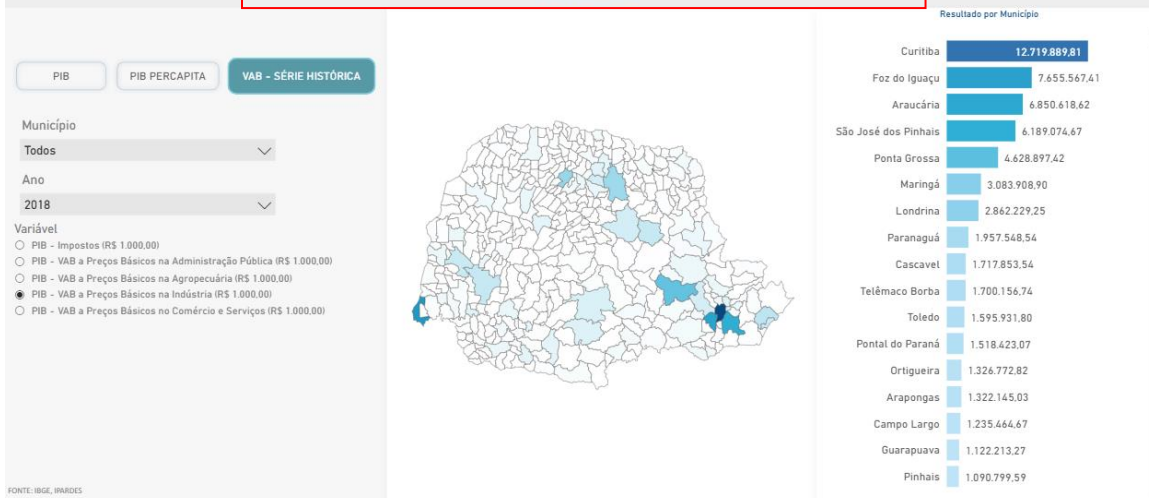 PIB
PIB PERCAPITA
VAB - SÉRIE HISTÓRICA
Município
Todos
Ano
2018
Variável
PIB - Impostos (R$ 1.000,00)
PIB - VAB a Preços Básicos na Administração Pública (R$ 1.000,00)
PIB - VAB a Preços Básicos na Agropecuária (R$ 1.000,00)
PIB - VAB a Preços Básicos na Indústria (R$ 1.000,00)
PIB - VAB a Preços Básicos no Comércio e Serviços (R$ 1.000,00)
FONTE: IBGE, IPARDES
Resultado por Município
Curitiba 12.719.889,81
Foz do Iguaçu 7.655.567,41
Araucária 6.850.618,62
São José dos Pinhais 6.189.074,67
Ponta Grossa 4.628.897,42
Maringá 3.083.908,90
Londrina 2.862.229,25
Paranaguá 1.957.548,54
Cascavel 1.717.853,54
Telêmaco Borba 1.700.156,74
Toledo 1.595.931,80
Pontal do Paraná 1.518.423,07
Ortigueira 1.326.772,82
Arapongas 1.322.145,03
Campo Largo 1.235.464,67
Guarapuava 1.122.213,27
Pinhais 1.090.799,59